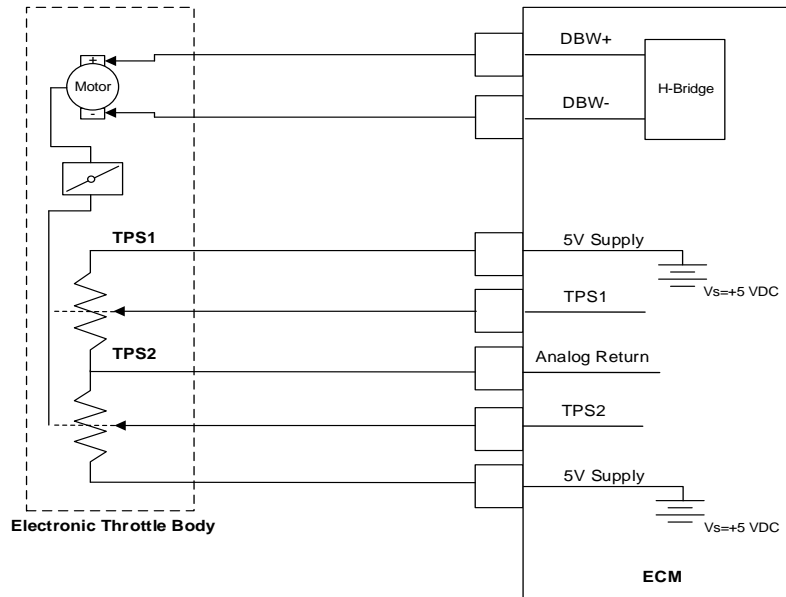 DBW+
+
Motor
H-Bridge
DBW-
-
TPS1
5V Supply
Vs=+5 VDC
TPS1
TPS2
Analog Return
TPS2
5V Supply
Electronic Throttle Body
Vs=+5 VDC
ECM